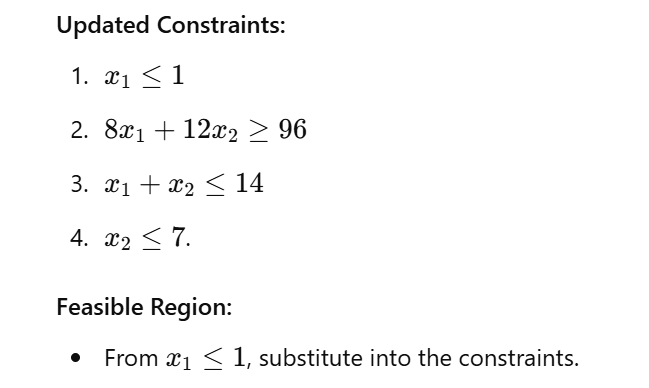 Updated Constraints:
1. x₁ ≤ 1
2. 8x₁ + 12x₂ ≥ 96
3. x₁ + x₂ ≤ 14
4. x₂ ≤ 7.
Feasible Region:
• From x₁ ≤ 1, substitute into the constraints.